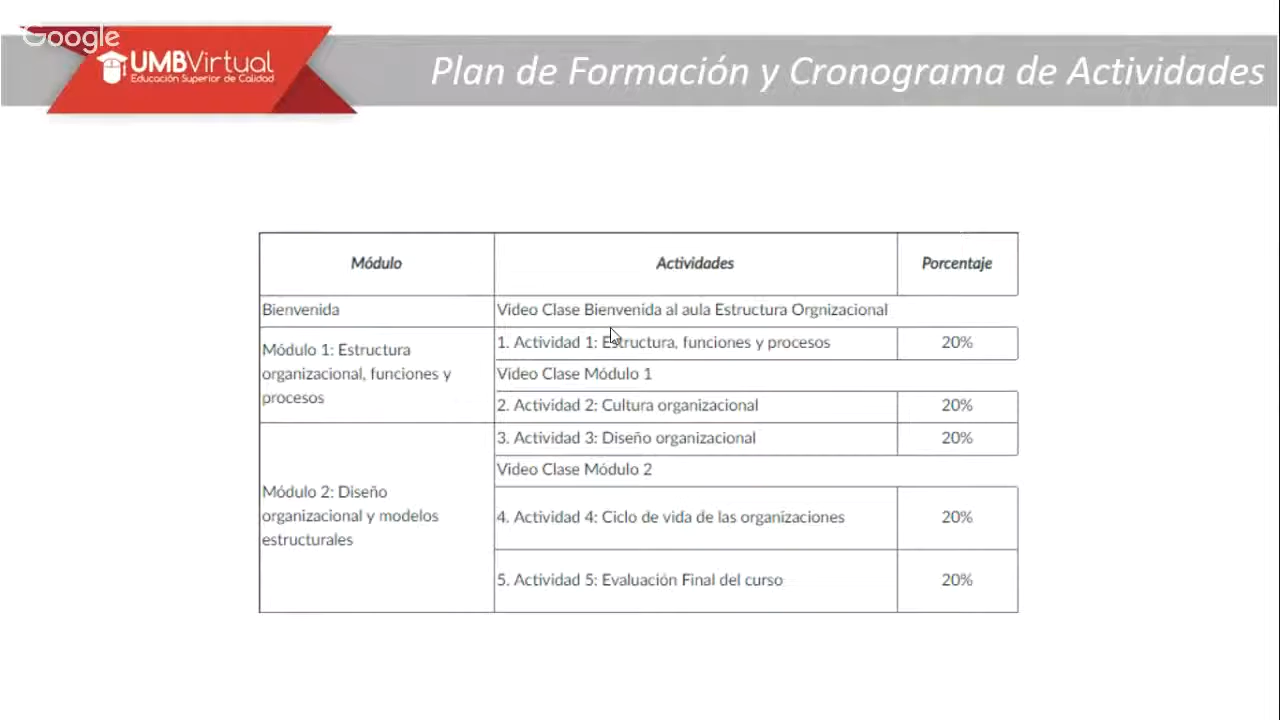 Google
UMBVirtual
Educación Superior de Calidad
Plan de Formación y Cronograma de Actividades
Módulo Actividades Porcentaje
Bienvenida Video Clase Bienvenida al aula Estructura Orgnizacional
Módulo 1: Estructura
organizacional, funciones y
procesos
1. Actividad 1: Estructura, funciones y procesos 20%
Video Clase Módulo 1
2. Actividad 2: Cultura organizacional 20%
Módulo 2: Diseño
organizacional y modelos
estructurales
3. Actividad 3: Diseño organizacional 20%
Video Clase Módulo 2
4. Actividad 4: Ciclo de vida de las organizaciones 20%
5. Actividad 5: Evaluación Final del curso 20%